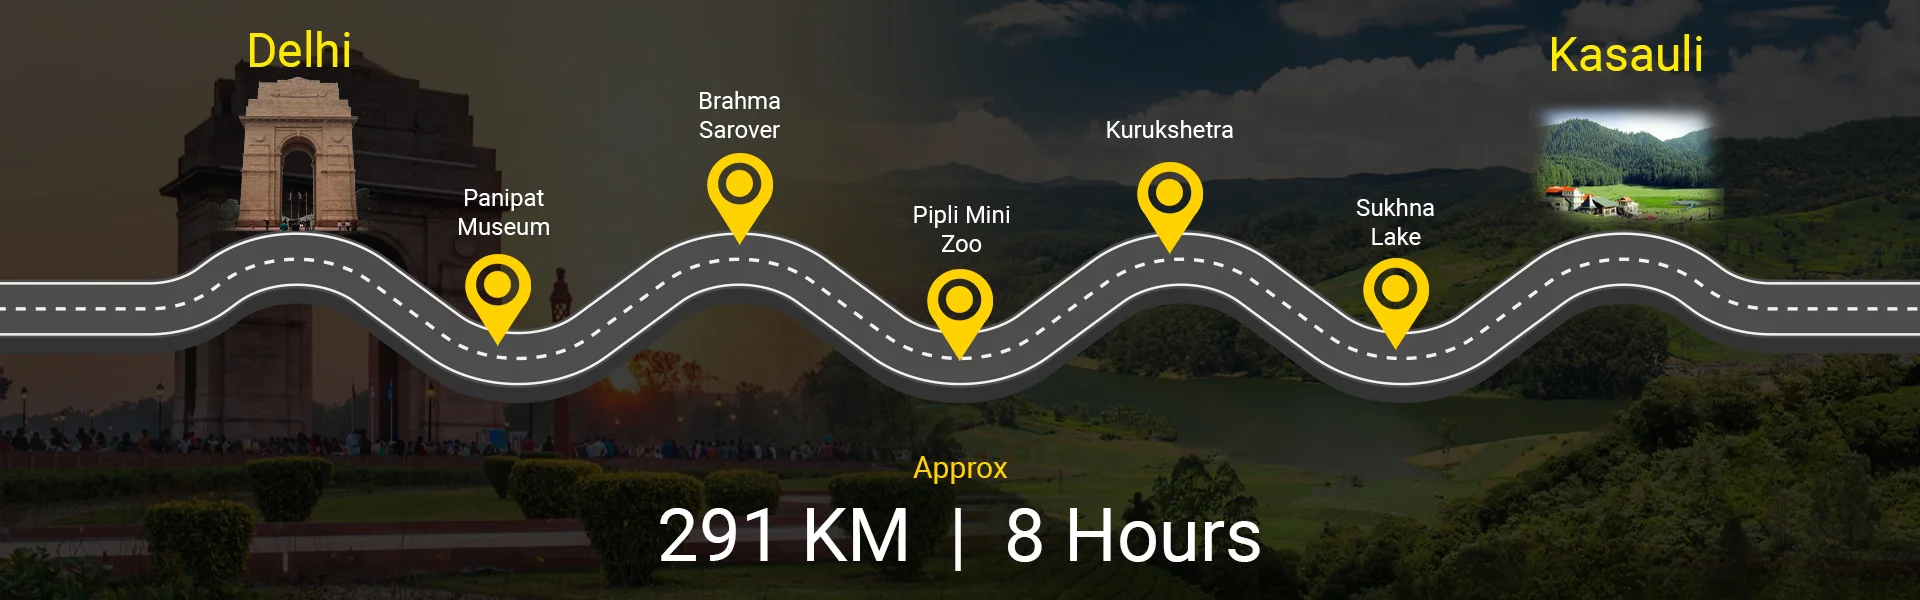 Delhi
Kasauli
Brahma
Sarover
Kurukshetra
Panipat
Museum
Pipli Mini
Zoo
Sukhna
Lake
Approx
291 KM | 8 Hours